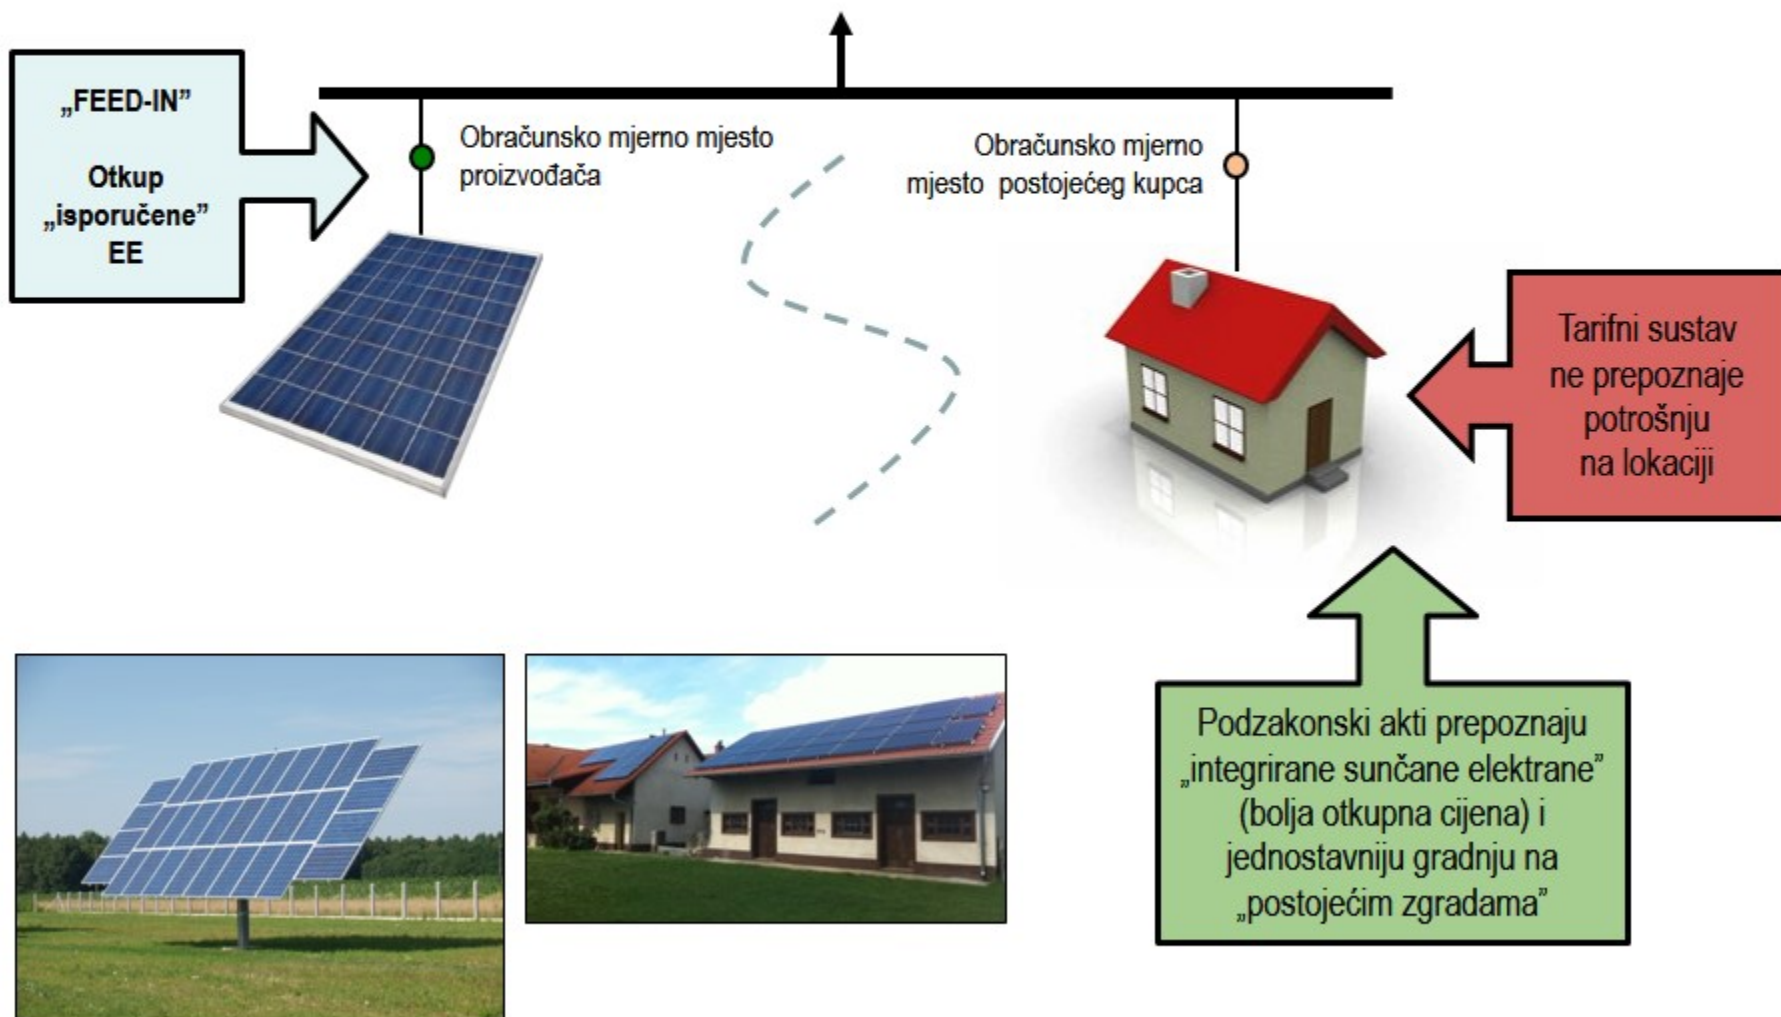 „FEED-IN”
Otkup
„isporučene”
EE
Obračunsko mjerno mjesto
proizvođača
Obračunsko mjerno
mjesto postojećeg kupca
Tarifni sustav
ne prepoznaje
potrošnju
na lokaciji
Podzakonski akti prepoznaju
„integrirane sunčane elektrane”
(bolja otkupna cijena) i
jednostavniju gradnju na
„postojećim zgradama”